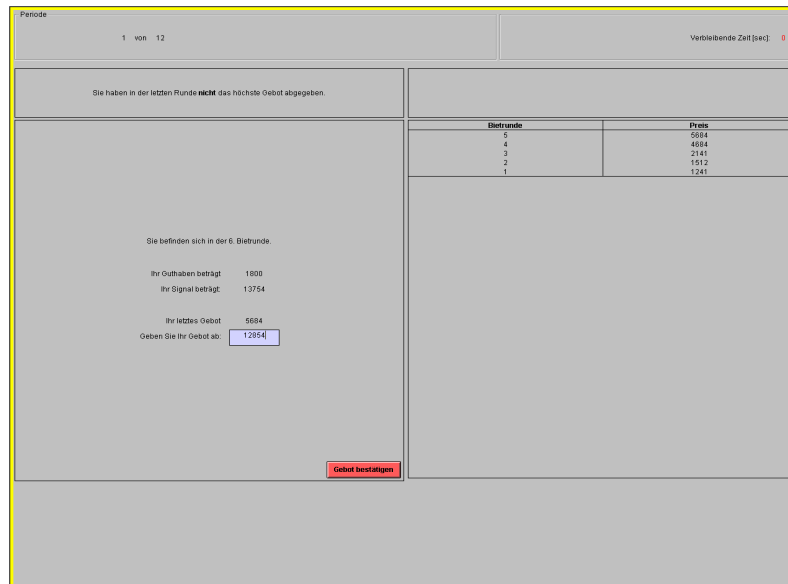 Periode
1 von 12
Verbleibende Zeit [sec]: 0
Sie haben in der letzten Runde nicht das höchste Gebot abgegeben.
Sie befinden sich in der 6. Bietrunde.
Ihr Guthaben beträgt 1800
Ihr Signal beträgt: 13754
Ihr letztes Gebot 5684
Geben Sie Ihr Gebot ab: 12854
Gebot bestätigen
Bietrunde Preis
5 5684
4 4684
3 2141
2 1512
1 1241